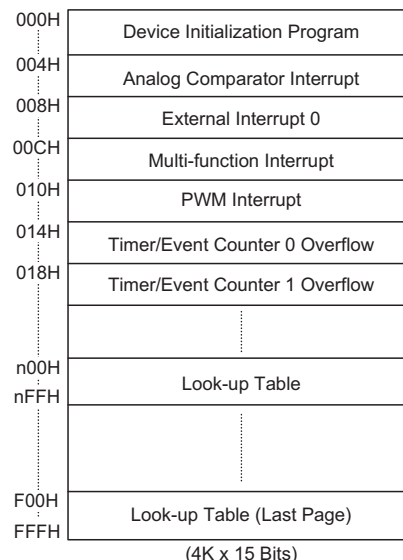 000H
Device Initialization Program
004H
Analog Comparator Interrupt
008H
External Interrupt 0
00CH
Multi-function Interrupt
010H
PWM Interrupt
014H
Timer/Event Counter 0 Overflow
018H
Timer/Event Counter 1 Overflow
n00H
Look-up Table
nFFH
F00H
Look-up Table (Last Page)
FFFH
(4K x 15 Bits)